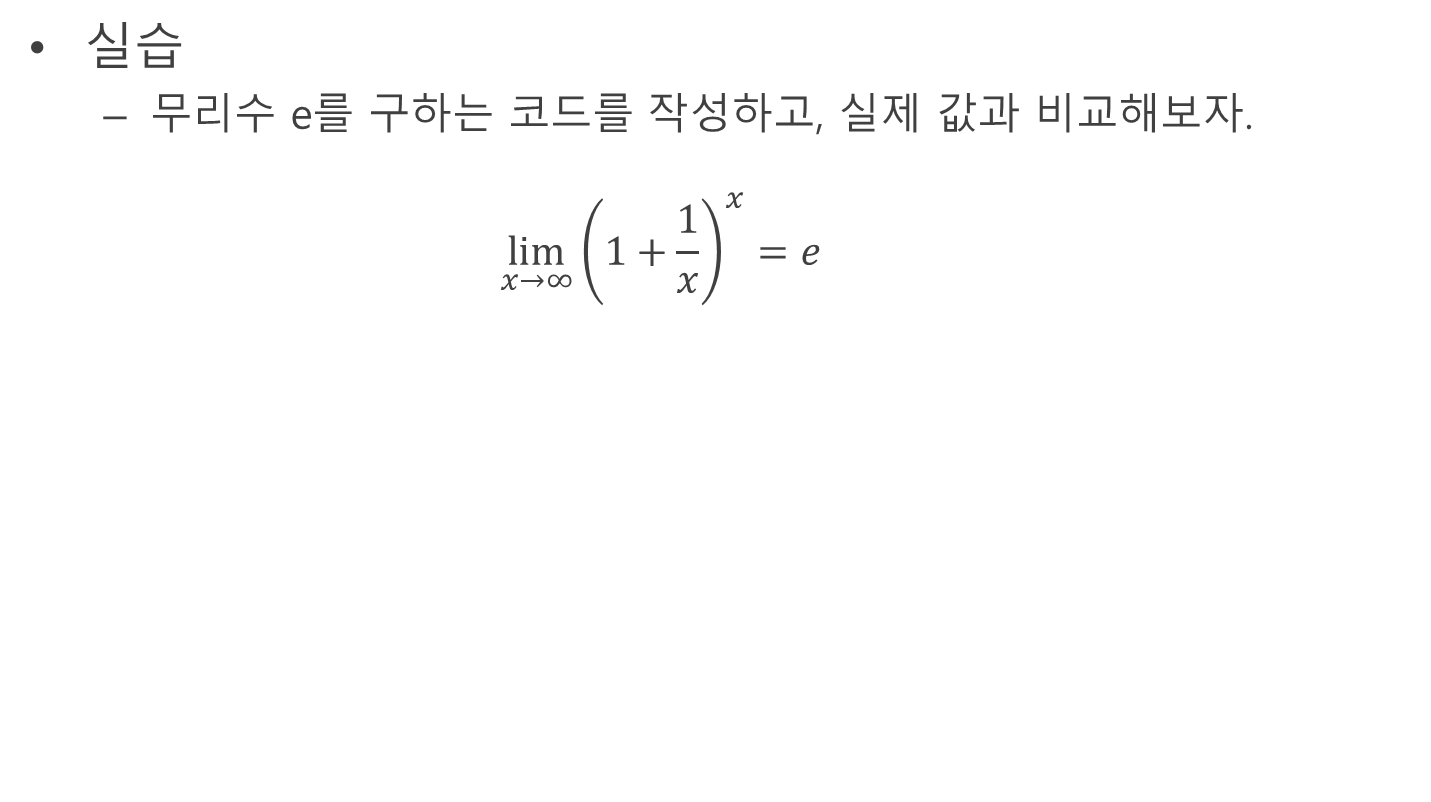 • 실습
– 무리수 e를 구하는 코드를 작성하고, 실제 값과 비교해보자.
lim_{x→∞} (1 + 1/x)^x = e